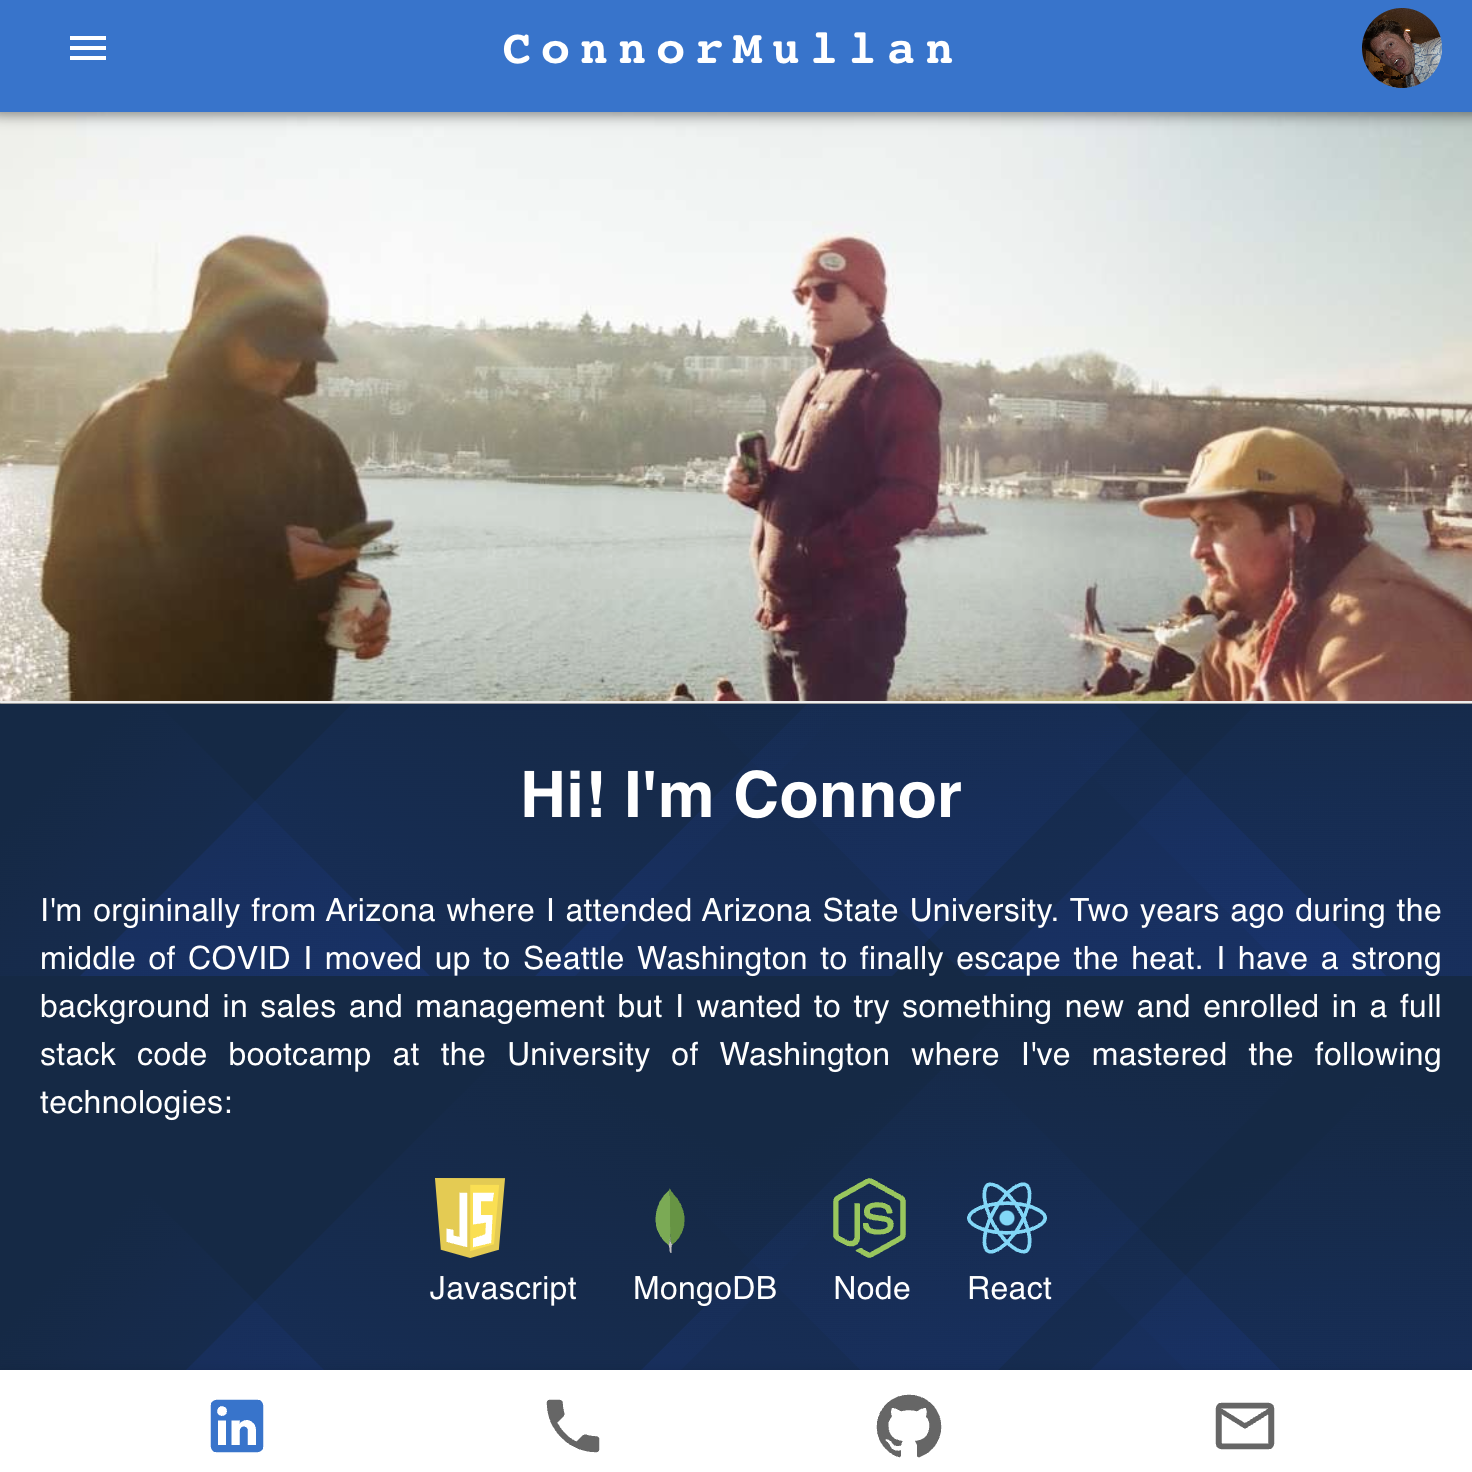 ConnorMullan
Hi! I'm Connor
I'm orgininally from Arizona where I attended Arizona State University. Two years ago during the
middle of COVID I moved up to Seattle Washington to finally escape the heat. I have a strong
background in sales and management but I wanted to try something new and enrolled in a full
stack code bootcamp at the University of Washington where I've mastered the following
technologies:
JS
JS
Javascript
MongoDB
Node
React
in